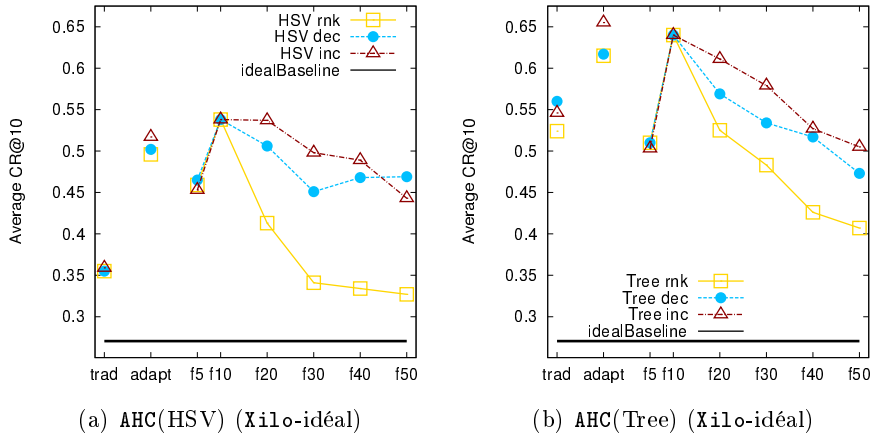 HSV rnk
HSV dec
HSV inc
idealBaseline
Average CR@10
0.65
0.6
0.55
0.5
0.45
0.4
0.35
0.3
trad adapt f5 f10 f20 f30 f40 f50
(a) AHC(HSV) (Xilo-idéal)
Average CR@10
0.65
0.6
0.55
0.5
0.45
0.4
0.35
0.3
Tree rnk
Tree dec
Tree inc
idealBaseline
trad adapt f5 f10 f20 f30 f40 f50
(b) AHC(Tree) (Xilo-idéal)